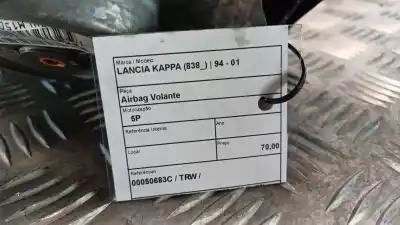 Marca / Modelo
LANCIA KAPPA (838_) | 94 - 01
Peça
Airbag Volante
Motorização
5P
Referência Usados
Ano
Local
Preço
70,00
Referências
00050683C / TRW /